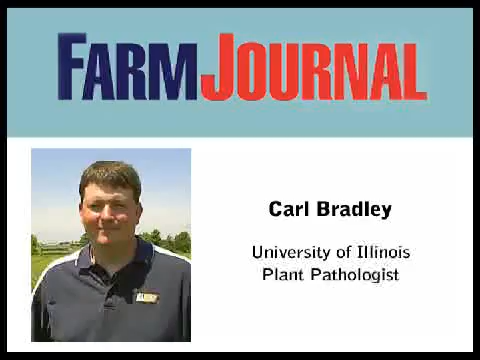 FARMJOURNAL
Carl Bradley
University of Illinois
Plant Pathologist